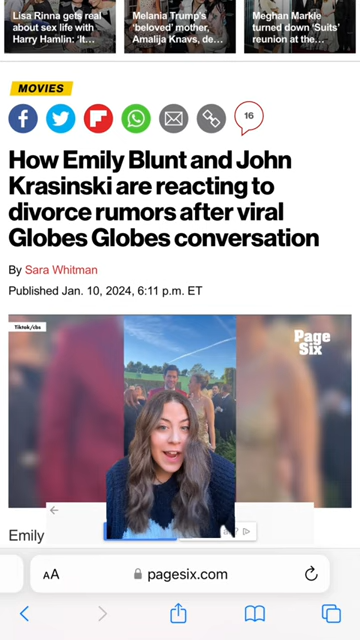 Lisa Rinna gets real
about sex life with
Harry Hamlin: 'It...
Melania Trump's
'beloved' mother,
Amalija Knavs, de...
Meghan Markle
turned down 'Suits'
reunion at the...
MOVIES
16
How Emily Blunt and John
Krasinski are reacting to
divorce rumors after viral
Globes Globes conversation
By Sara Whitman
Published Jan. 10, 2024, 6:11 p.m. ET
Tiktok/cbs
Page
Six
Emily
AA
pagesix.com